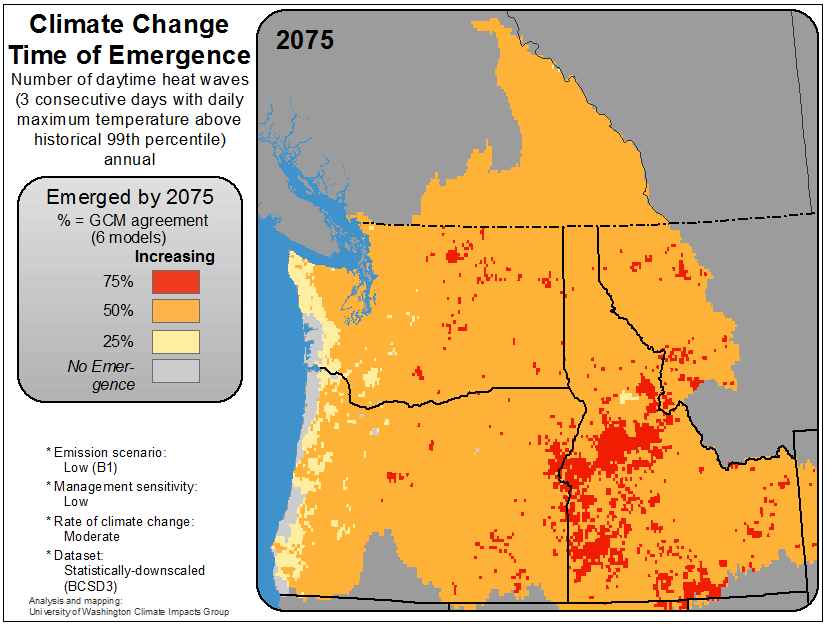 Climate Change
Time of Emergence
Number of daytime heat waves
(3 consecutive days with daily
maximum temperature above
historical 99th percentile)
annual
2075
Emerged by 2075
% = GCM agreement
(6 models)
Increasing
75%
50%
25%
No Emer-
gence
* Emission scenario:
Low (B1)
* Management sensitivity:
Low
* Rate of climate change:
Moderate
* Dataset:
Statistically-downscaled
(BCSD3)
Analysis and mapping:
University of Washington Climate Impacts Group